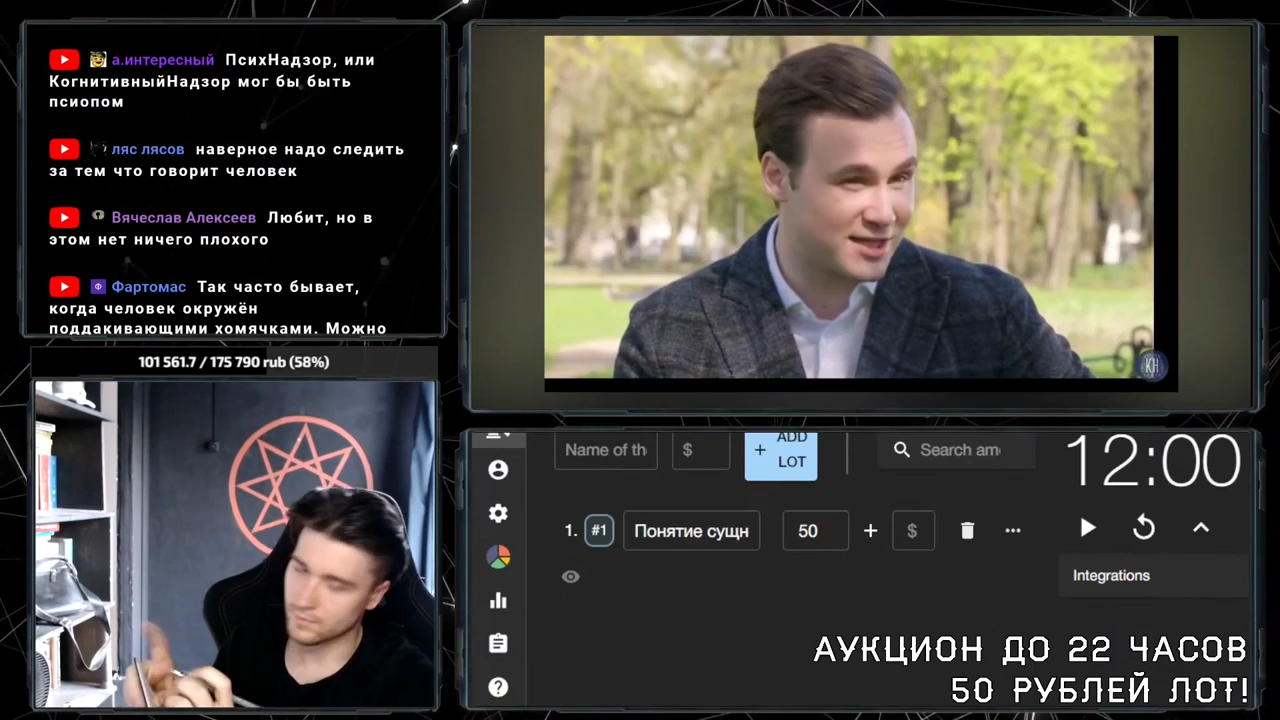 а.интересный ПсихНадзор, или
КогнитивныйНадзор мог бы быть
псиопом
ляс лясов наверное надо следить
за тем что говорит человек
Вячеслав Алексеев Любит, но в
этом нет ничего плохого
Ф Фартомас Так часто бывает,
когда человек окружён
поддакивающими хомячками. Можно
101 561.7 / 175 790 rub (58%)
КН
Name of th
$
+ ADD
LOT
Search am
12:00
1. #1 Понятие сущн 50 + $
Integrations
АУКЦИОН ДО 22 ЧАСОВ
50 РУБЛЕЙ ЛОТ!